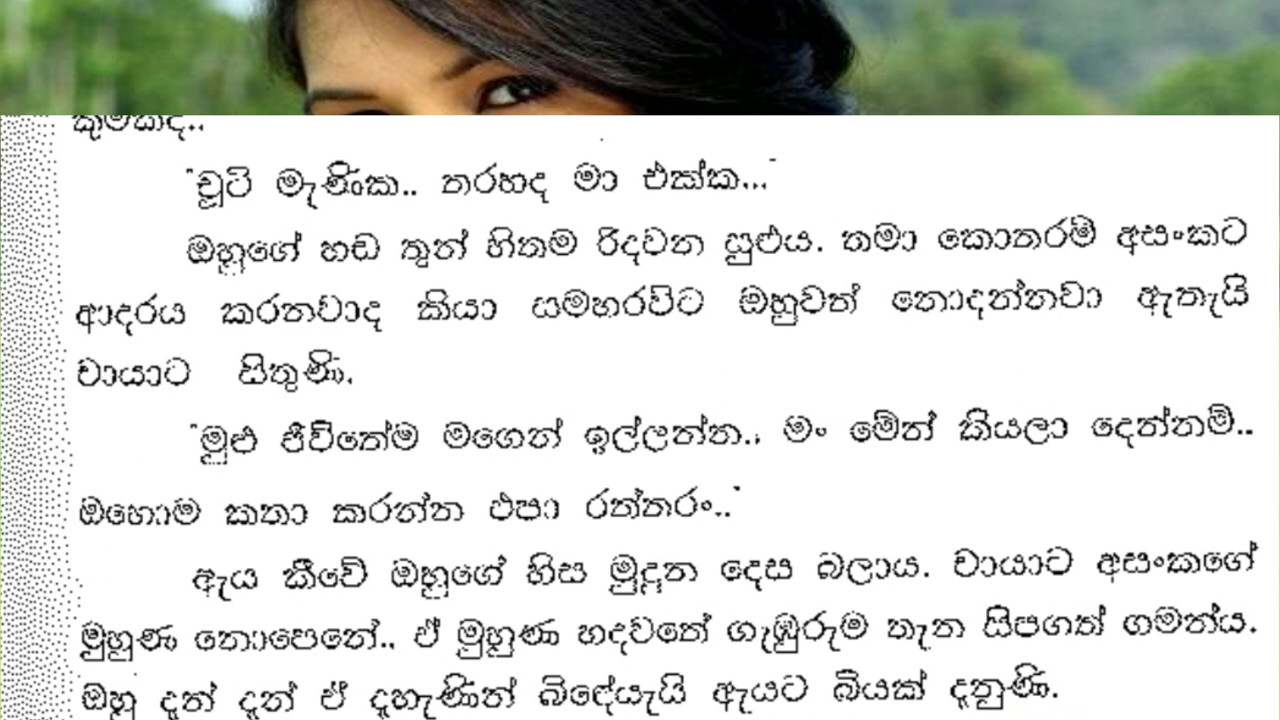 "චූටි මැණික.. තරහද මා එක්ක..."
ඔහුගේ හඬ තුන් හිතම රිදවන සුළුය. තමා කොතරම් අසංකට
ආදරය කරනවාද කියා සමහරවිට ඔහුවත් නොදන්නවා ඇතැයි
චායාට සිතුණි.
"මුළු ජීවිතේම මගෙන් ඉල්ලන්න.. මං මේන් කියලා දෙන්නම්..
ඔහොම කතා කරන්න එපා රත්තරං.."
ඇය කීවේ ඔහුගේ හිස මුදුන දෙස බලාය. චායාට අසංකගේ
මුහුණ නොපෙනේ.. ඒ මුහුණ හදවතේ ගැඹුරුම තැන සිපගත් ගමන්ය.
ඔහු දැන් දැන් ඒ දැහැණින් බිඳේයැයි ඇයට බියක් දැනුණි.